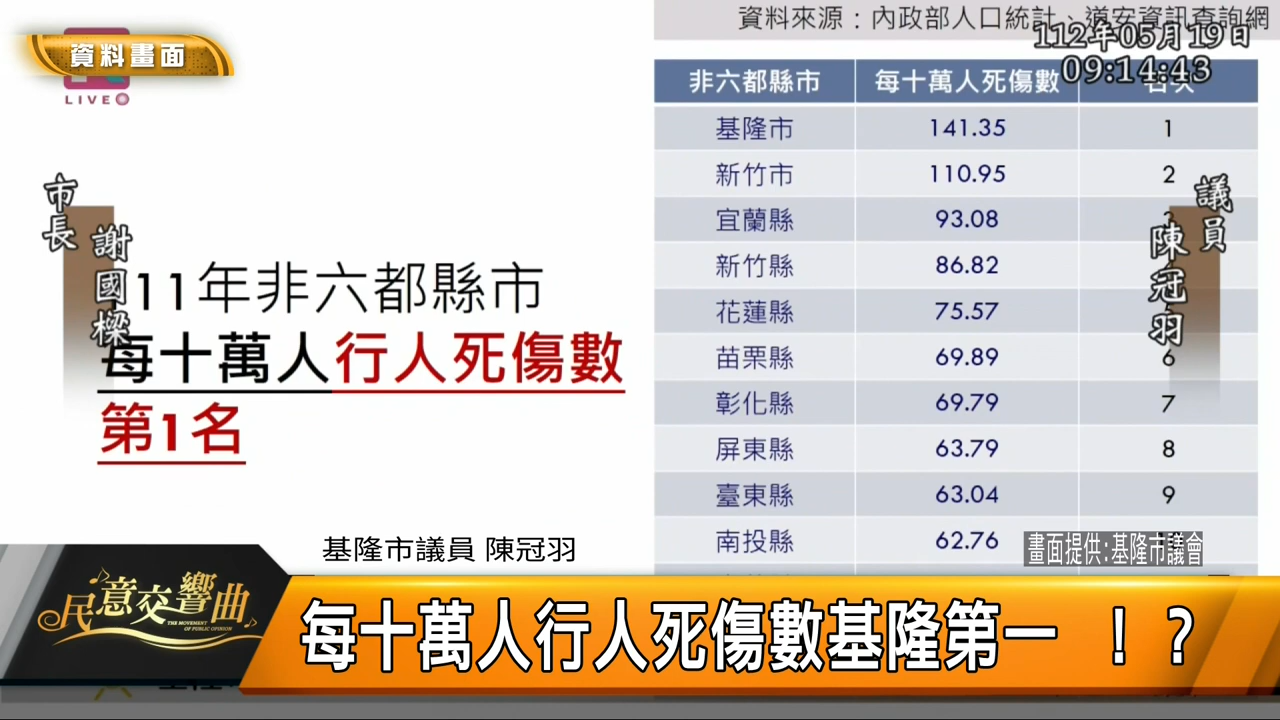 資料畫面
LIVE
資料來源：內政部人口統計、道安資訊查詢網
112年05月19日
09:14:43
市長
謝國樑
議員
陳冠羽
111年非六都縣市
每十萬人行人死傷數
第1名
非六都縣市 每十萬人死傷數 名次
基隆市 141.35 1
新竹市 110.95 2
宜蘭縣 93.08
新竹縣 86.82
花蓮縣 75.57
苗栗縣 69.89 6
彰化縣 69.79 7
屏東縣 63.79 8
臺東縣 63.04 9
南投縣 62.76
畫面提供:基隆市議會
基隆市議員 陳冠羽
民意交響曲
THE MOVEMENT
OF PUBLIC OPINION
每十萬人行人死傷數基隆第一 ！？